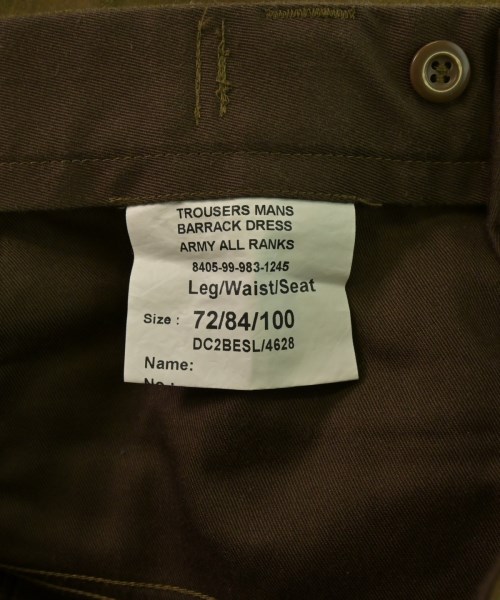 TROUSERS MANS
BARRACK DRESS
ARMY ALL RANKS
8405-99-983-1245
Leg/Waist/Seat
Size : 72/84/100
DC2BESL/4628
Name:
No :